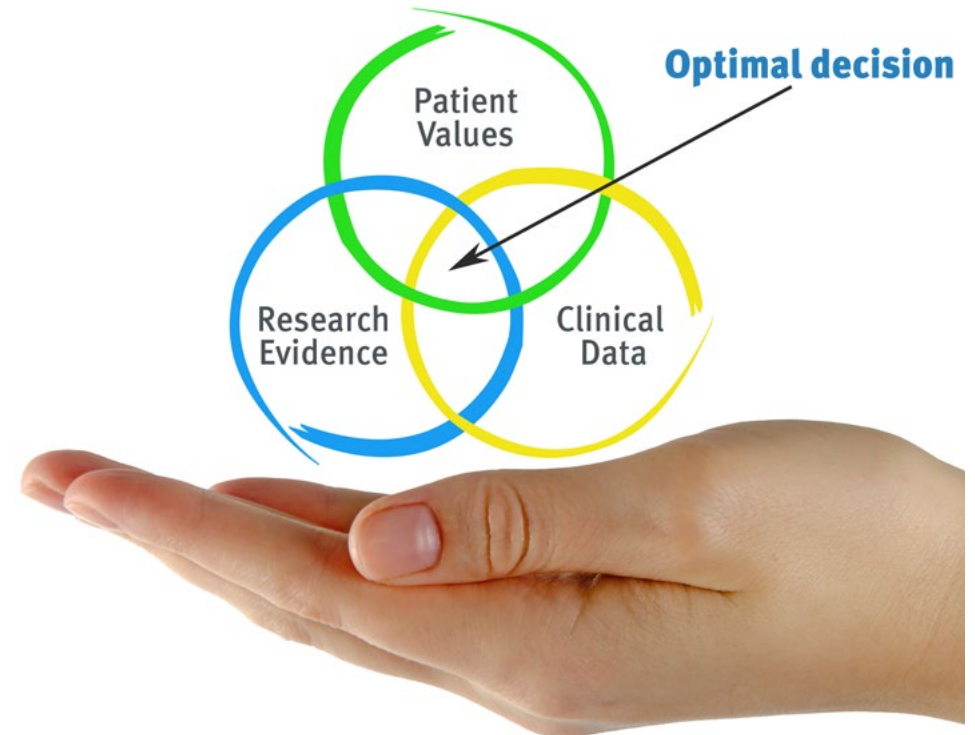 Optimal decision
Patient
Values
Research
Evidence
Clinical
Data